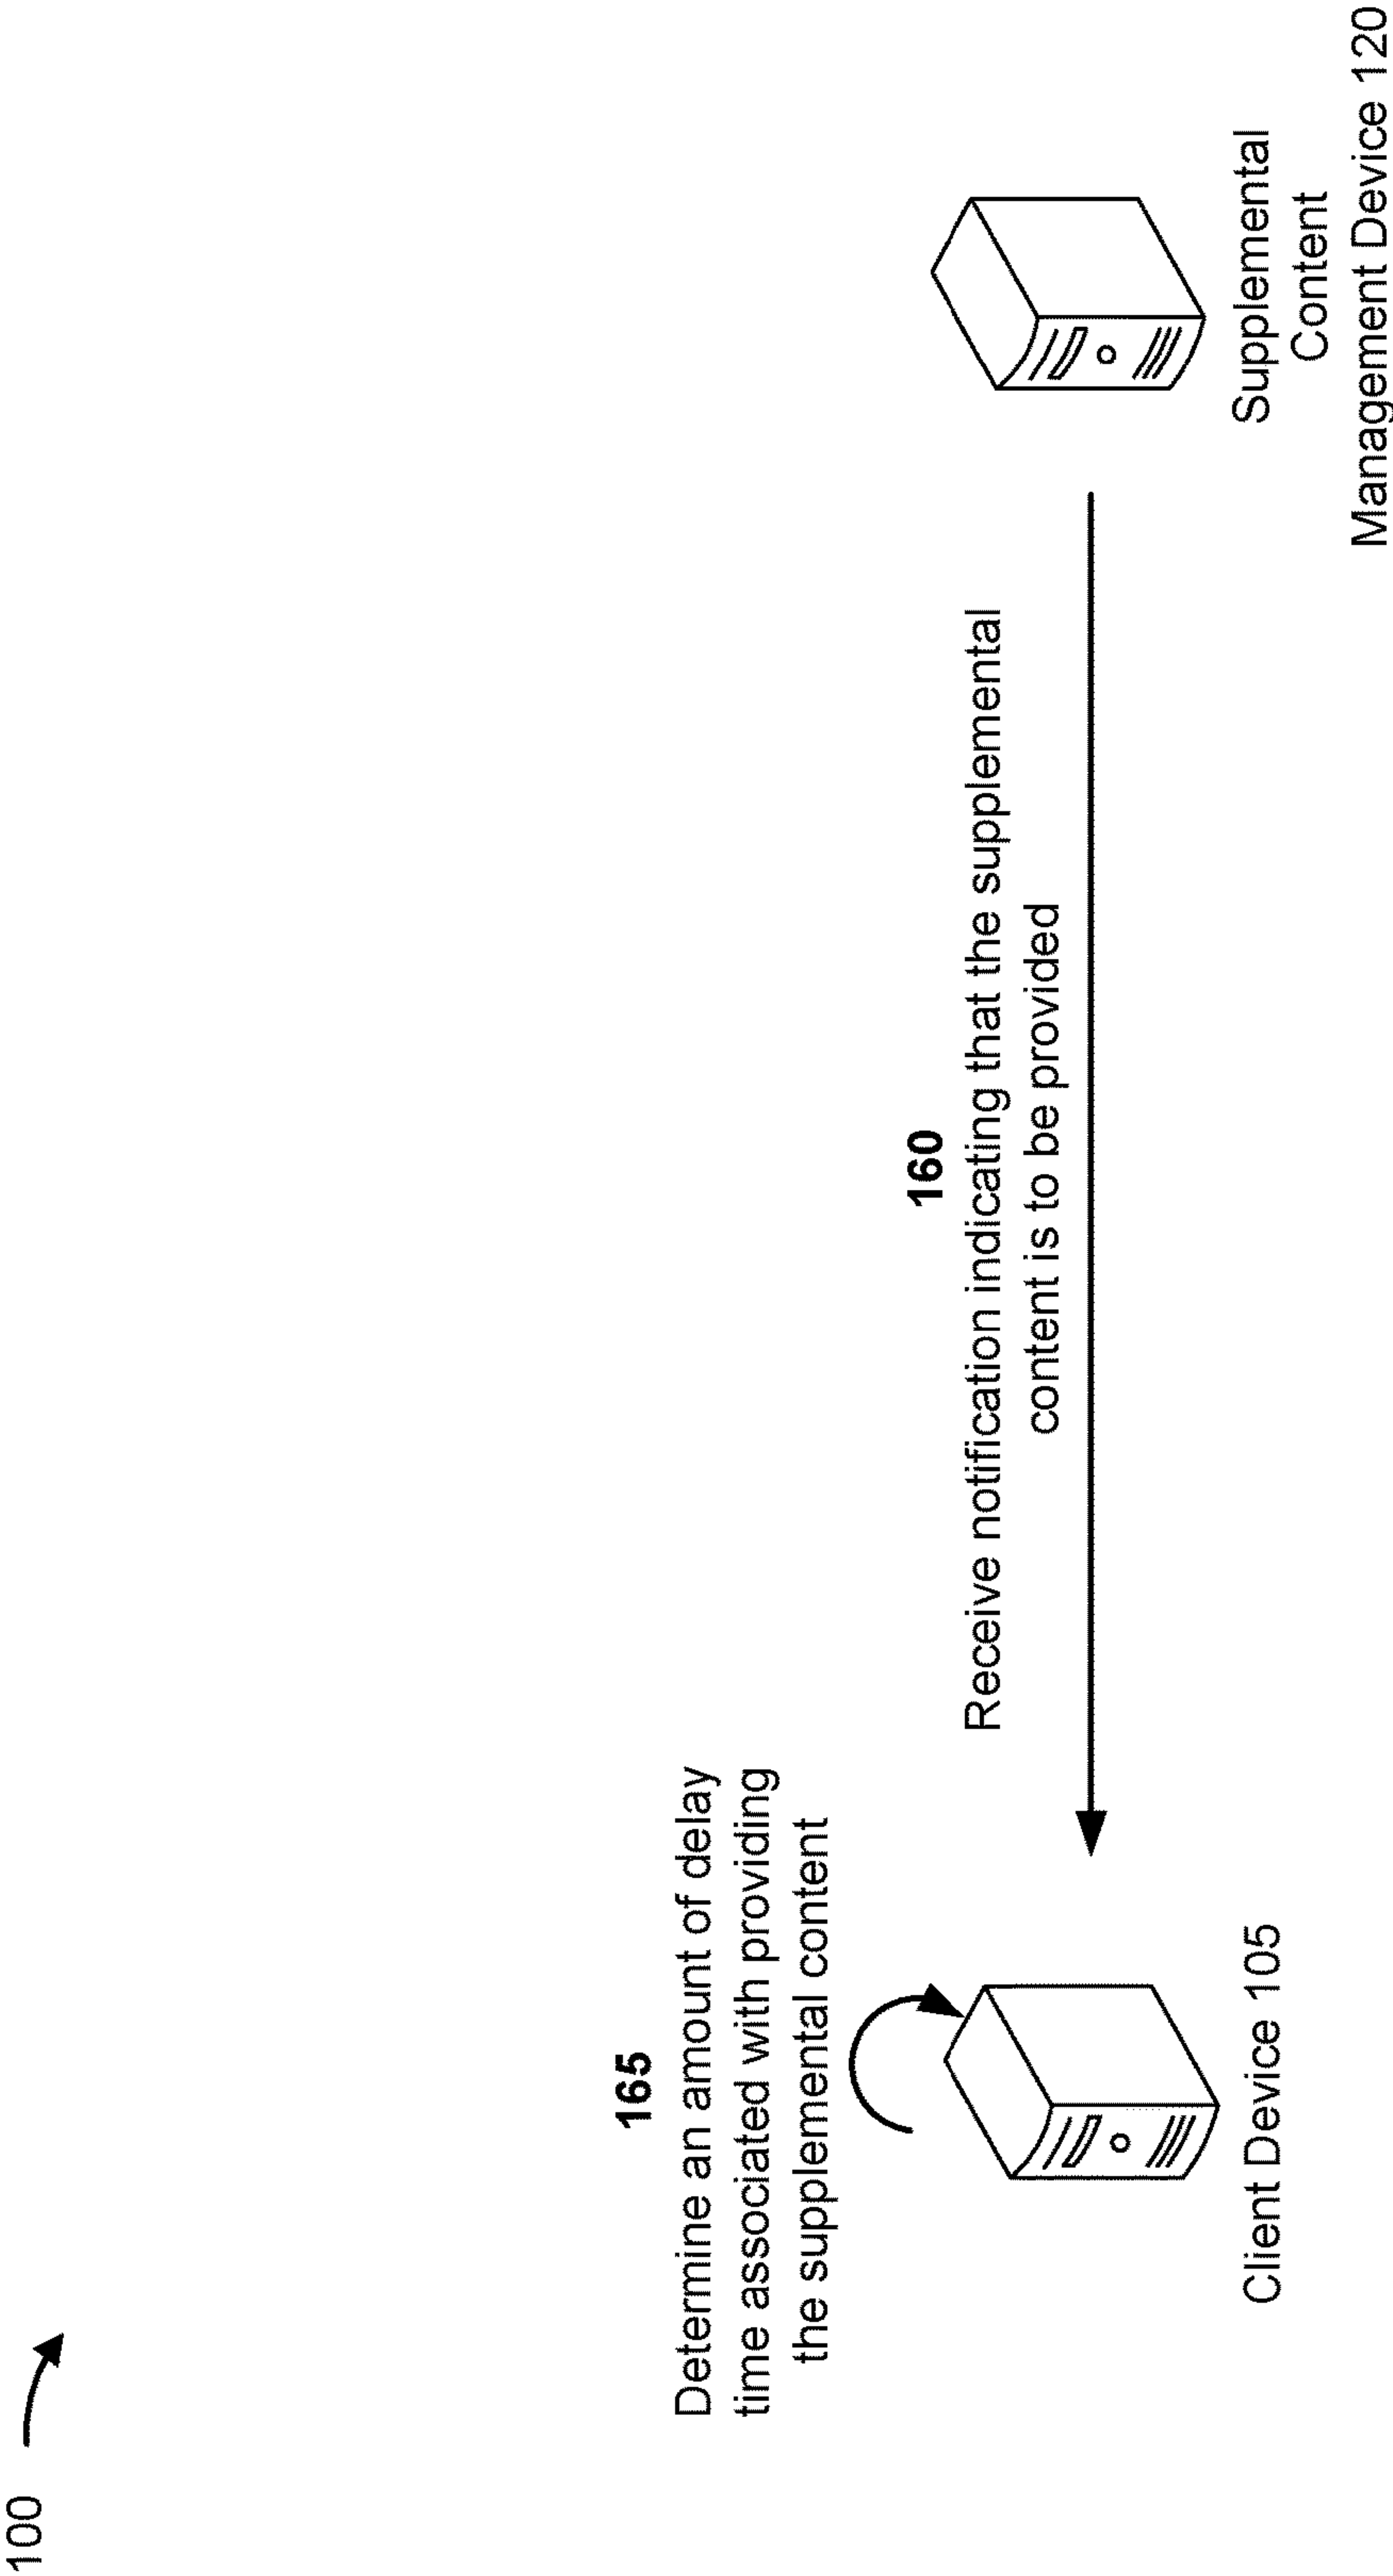 100
165
Determine an amount of delay
time associated with providing
the supplemental content
160
Receive notification indicating that the supplemental
content is to be provided
Client Device 105
Supplemental
Content
Management Device 120